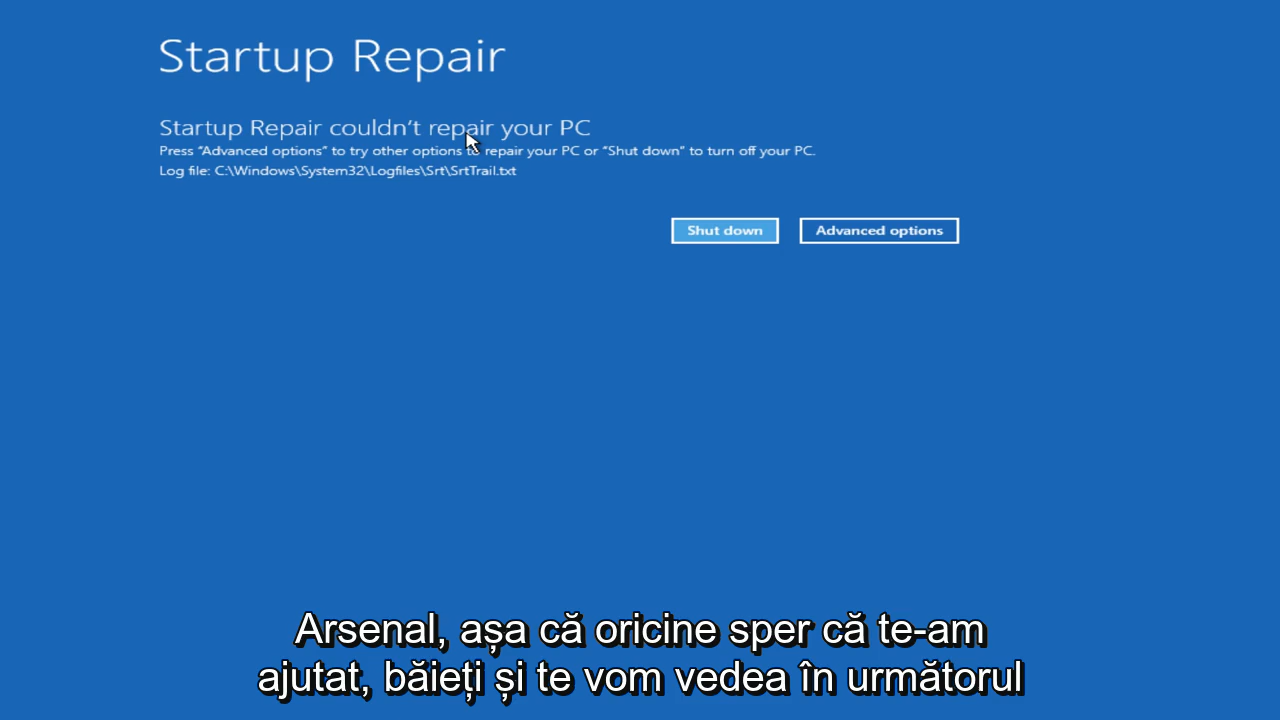 Startup Repair
Startup Repair couldn't repair your PC
Press “Advanced options” to try other options to repair your PC or “Shut down” to turn off your PC.
Log file: C:\Windows\System32\Logfiles\Srt\SrtTrail.txt
Shut down
Advanced options
Arsenal, așa că oricine sper că te-am
ajutat, băieți și te vom vedea în următorul